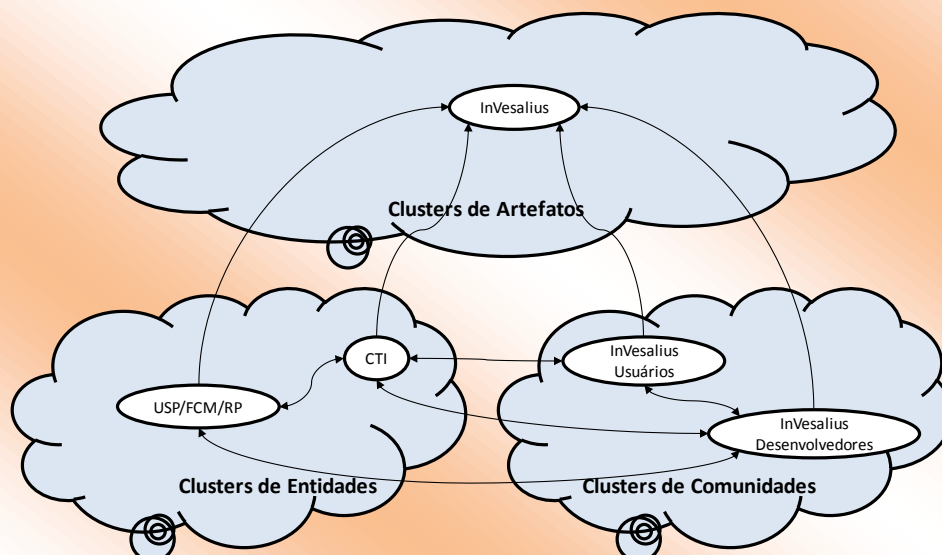 InVesalius
Clusters de Artefatos
CTI
USP/FCM/RP
Clusters de Entidades
InVesalius
Usuários
InVesalius
Desenvolvedores
Clusters de Comunidades